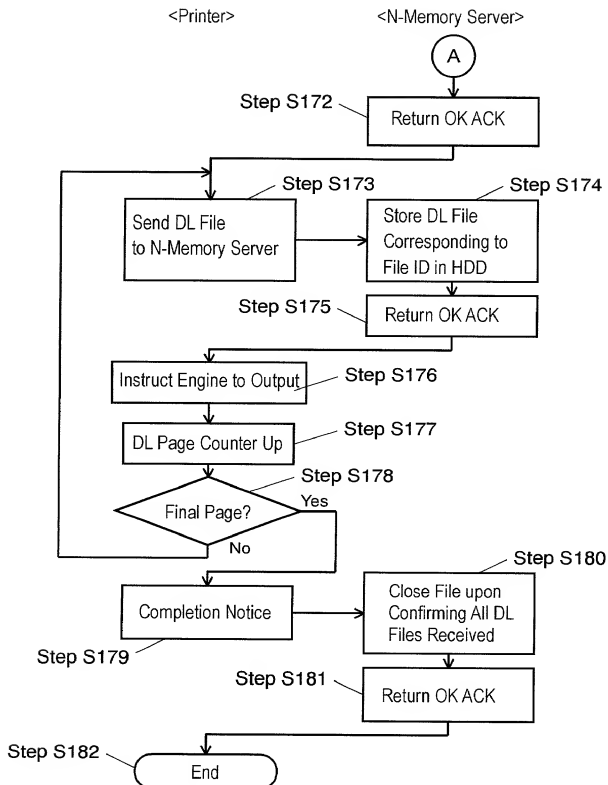 <Printer>
<N-Memory Server>
A
Step S172
Return OK ACK
Step S173
Step S174
Send DL File
to N-Memory Server
Store DL File
Corresponding to
File ID in HDD
Step S175
Return OK ACK
Instruct Engine to Output
Step S176
DL Page Counter Up
Step S177
Step S178
Final Page?
Yes
No
Step S180
Completion Notice
Close File upon
Confirming All DL
Files Received
Step S179
Step S181
Return OK ACK
Step S182
End